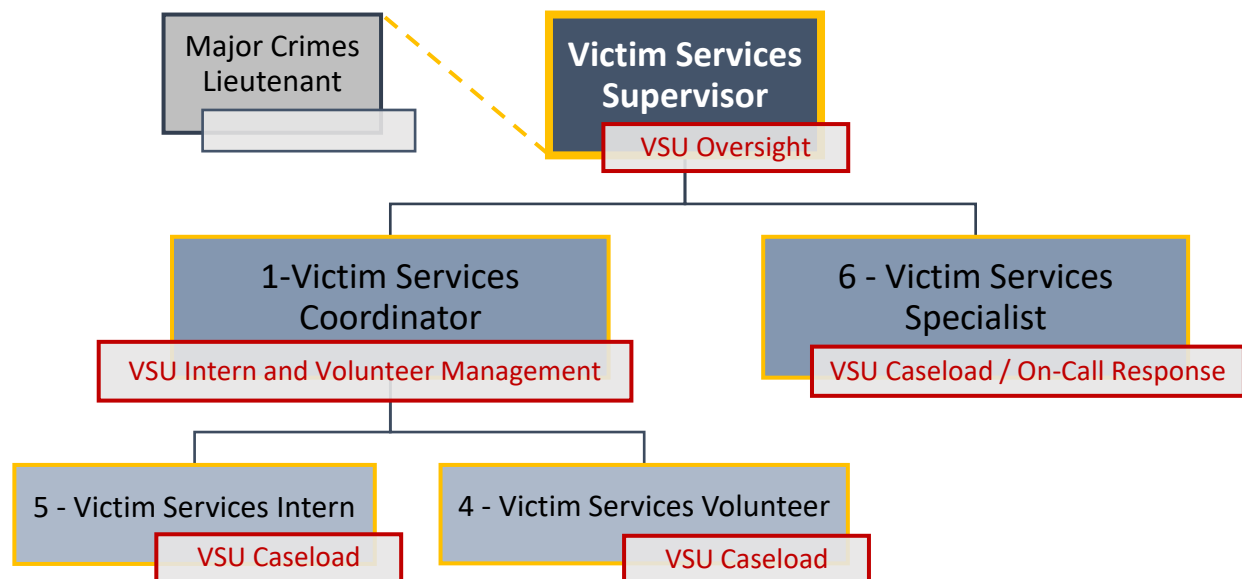 Major Crimes
Lieutenant
Victim Services
Supervisor
VSU Oversight
1-Victim Services
Coordinator
VSU Intern and Volunteer Management
6 - Victim Services
Specialist
VSU Caseload / On-Call Response
5 - Victim Services Intern
VSU Caseload
4 - Victim Services Volunteer
VSU Caseload